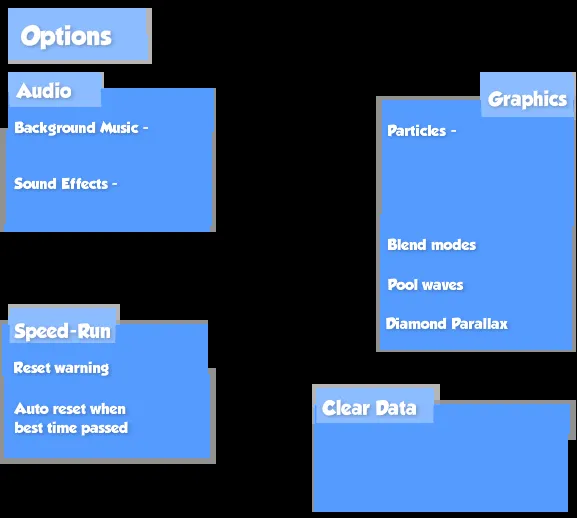 Options
Audio
Background Music -
Sound Effects -
Graphics
Particles -
Blend modes
Pool waves
Diamond Parallax
Speed-Run
Reset warning
Auto reset when
best time passed
Clear Data